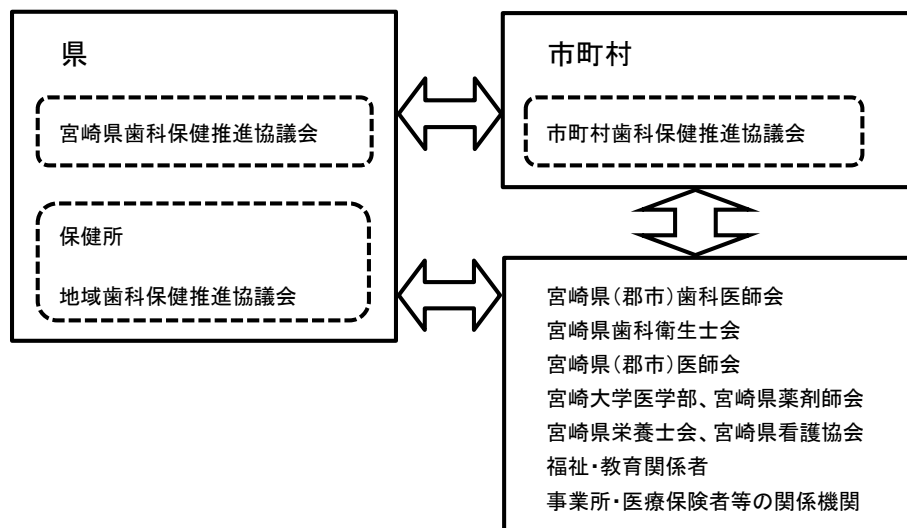 県
宮崎県歯科保健推進協議会
保健所
地域歯科保健推進協議会
市町村
市町村歯科保健推進協議会
宮崎県(郡市)歯科医師会
宮崎県歯科衛生士会
宮崎県(郡市)医師会
宮崎大学医学部、宮崎県薬剤師会
宮崎県栄養士会、宮崎県看護協会
福祉・教育関係者
事業所・医療保険者等の関係機関